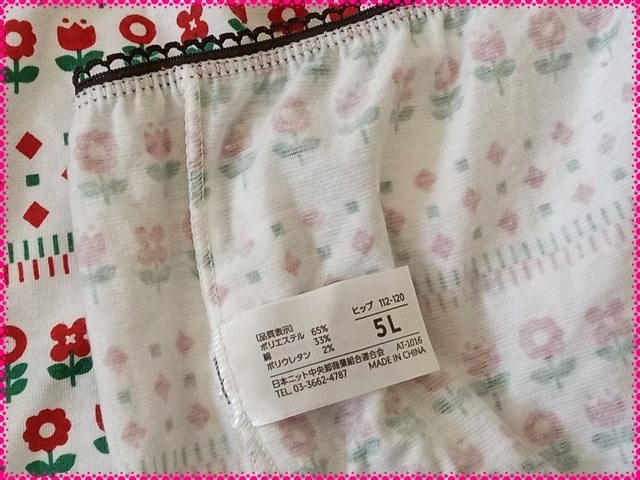 [品質表示]
ポリエステル 65%
綿 33%
ポリウレタン 2%
ヒップ 112-120
5L
日本ニット中央卸商業組合連合会 AT-1016
TEL. 03-3662-4787 MADE IN CHINA